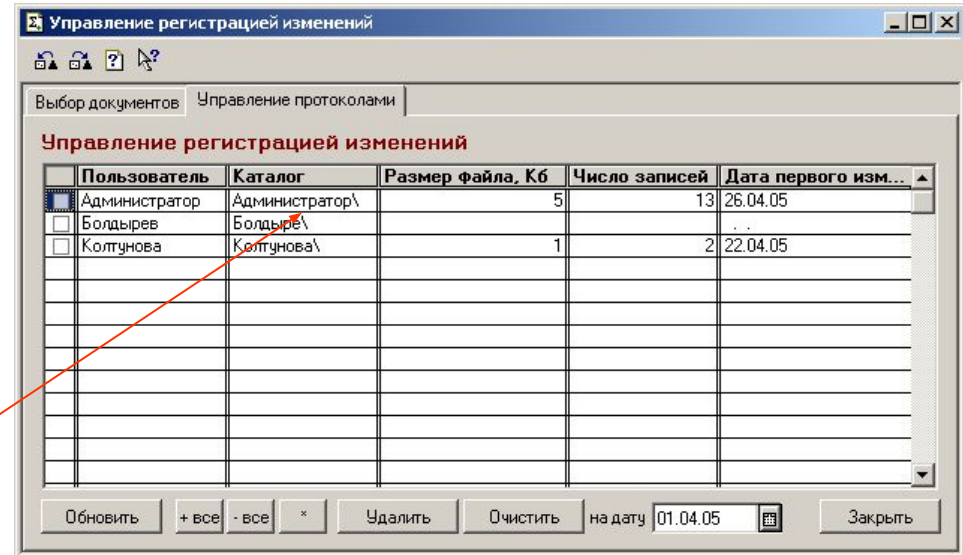 Управление регистрацией изменений
Выбор документов Управление протоколами
Управление регистрацией изменений
Пользователь Каталог Размер файла, Кб Число записей Дата первого изм...
Администратор Администратор\ 5 13 26.04.05
Болдырев Болдыре\ . .
Колтунова Колтунова\ 1 2 22.04.05
Обновить + все - все * Удалить Очистить на дату 01.04.05 Закрыть